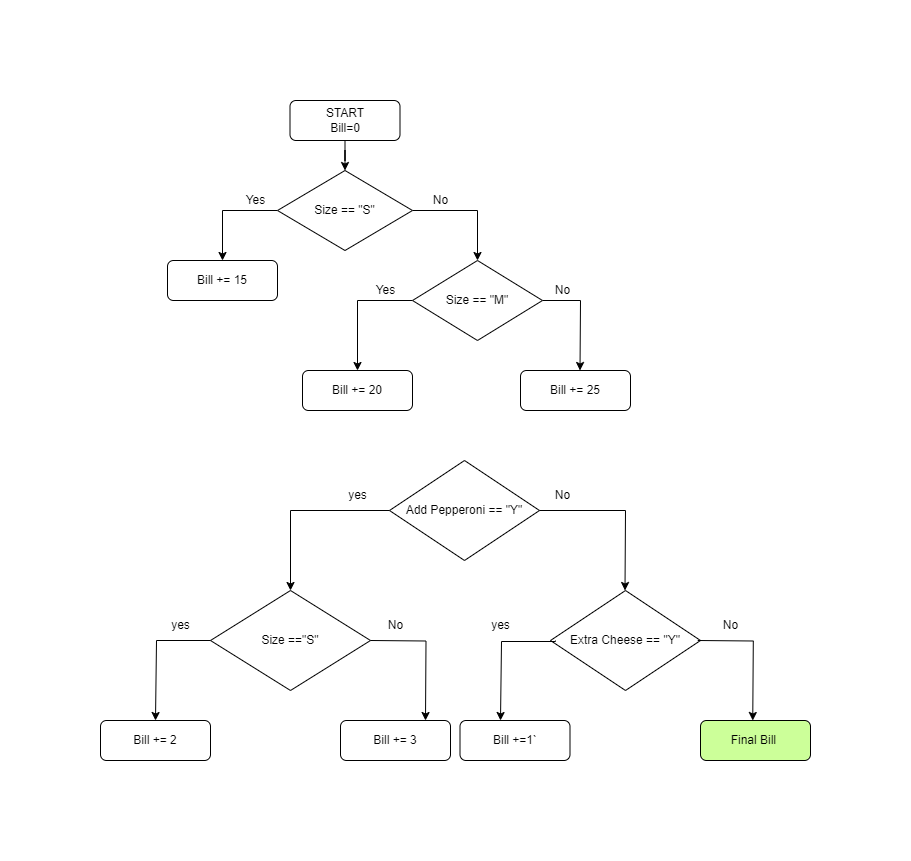 START
Bill=0
Yes
Size == "S"
No
Bill += 15
Yes
Size == "M"
No
Bill += 20
Bill += 25
yes
Add Pepperoni == "Y"
No
yes
Size =="S"
No
yes
Extra Cheese == "Y"
No
Bill += 2
Bill += 3
Bill +=1`
Final Bill